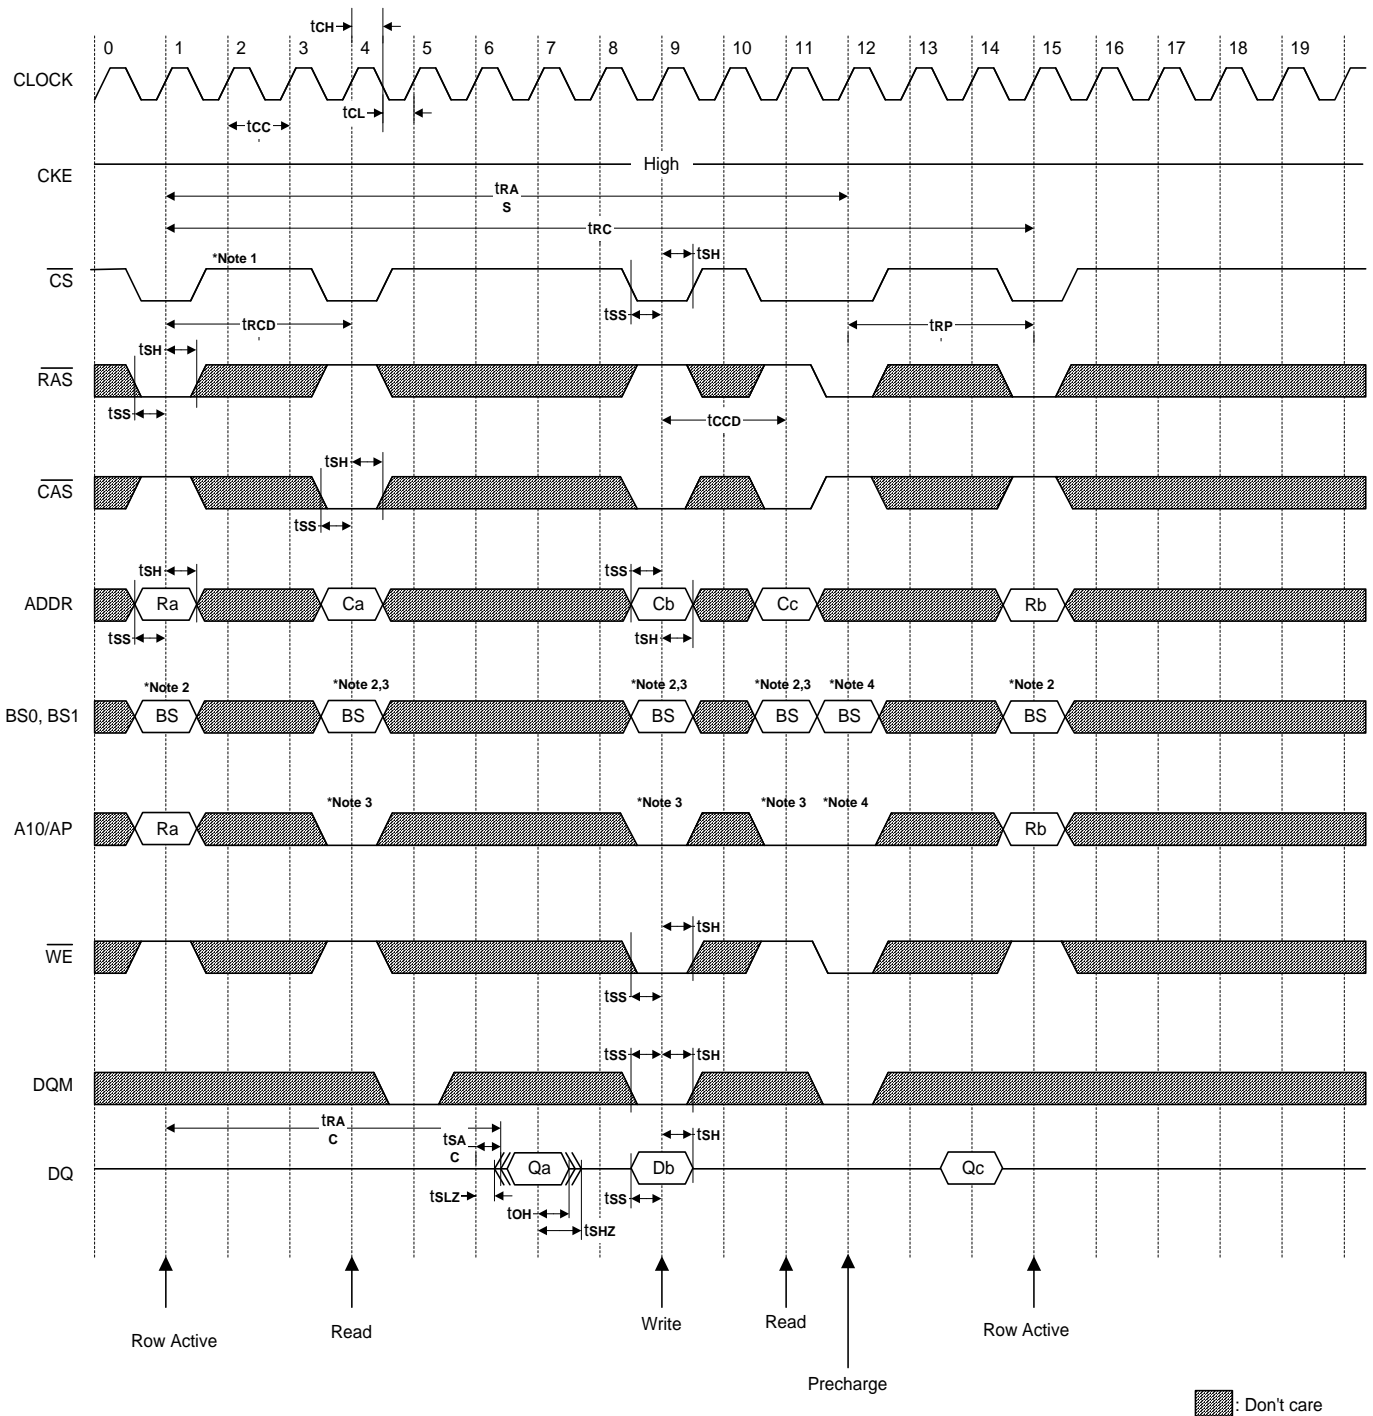 tCH
0 1 2 3 4 5 6 7 8 9 10 11 12 13 14 15 16 17 18 19
CLOCK
tCL
tCC
High
CKE
tRA
S
tRC
*Note 1
tSH
CS
tSS
tRCD
tRP
tSH
RAS
tSS
tCCD
tSH
CAS
tSS
tSH
tSS
ADDR
Ra Ca Cb Cc Rb
tSS
tSH
*Note 2 *Note 2,3 *Note 2,3 *Note 2,3 *Note 4 *Note 2
BS0, BS1
BS BS BS BS BS BS
*Note 3 *Note 3 *Note 3 *Note 4
A10/AP
Ra Rb
tSH
WE
tSS
tSS tSH
DQM
tRA
C
tSA
C
tSH
DQ
Qa Db Qc
tSLZ
tSS
tOH
tSHZ
Row Active
Read
Write
Read
Row Active
Precharge
: Don't care